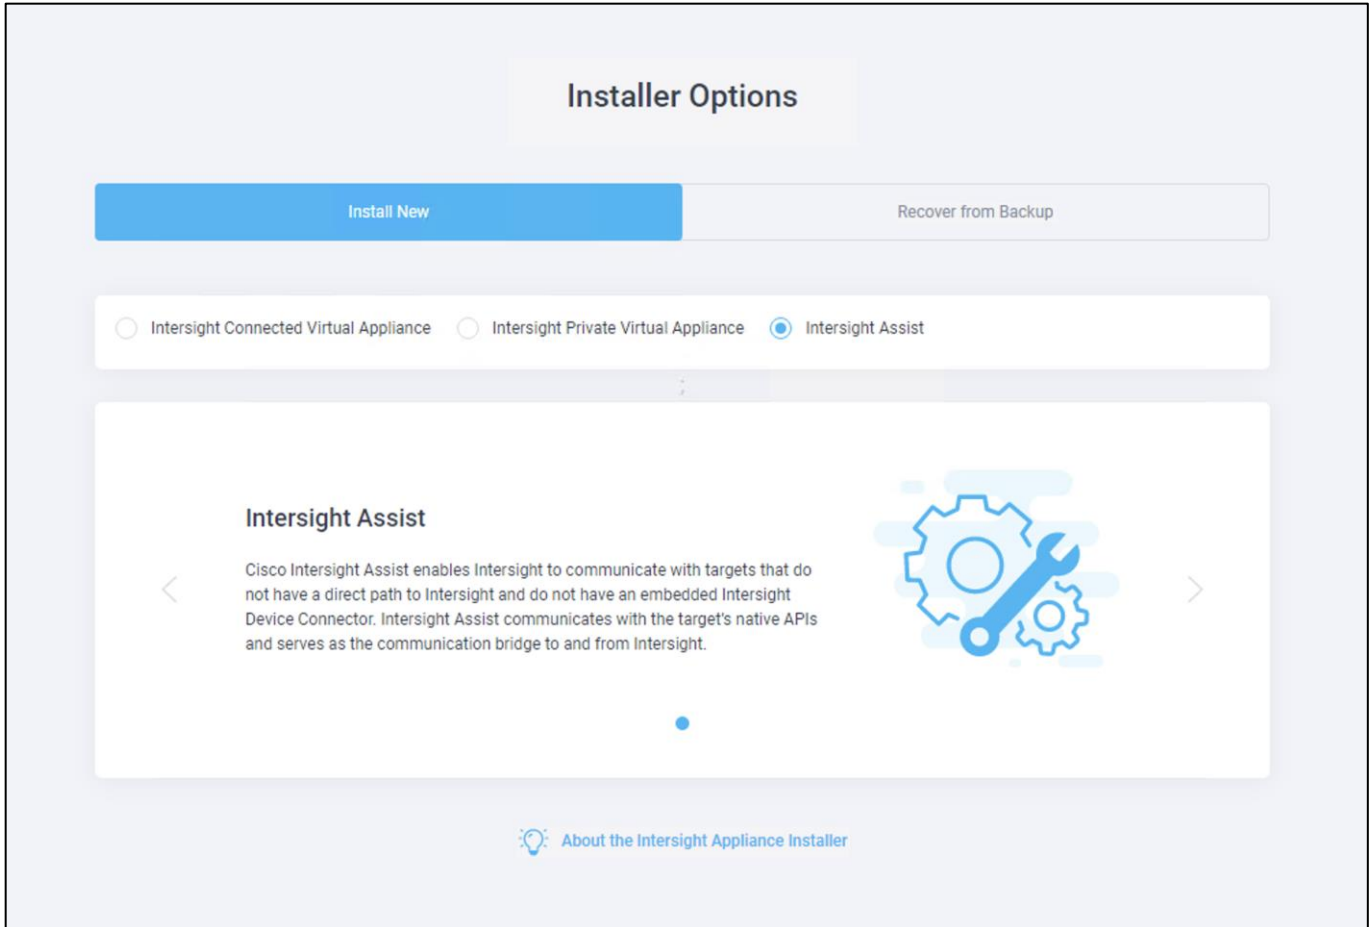 Installer Options
Install New
Recover from Backup
Intersight Connected Virtual Appliance
Intersight Private Virtual Appliance
Intersight Assist
Intersight Assist
Cisco Intersight Assist enables Intersight to communicate with targets that do
not have a direct path to Intersight and do not have an embedded Intersight
Device Connector. Intersight Assist communicates with the target's native APIs
and serves as the communication bridge to and from Intersight.
About the Intersight Appliance Installer